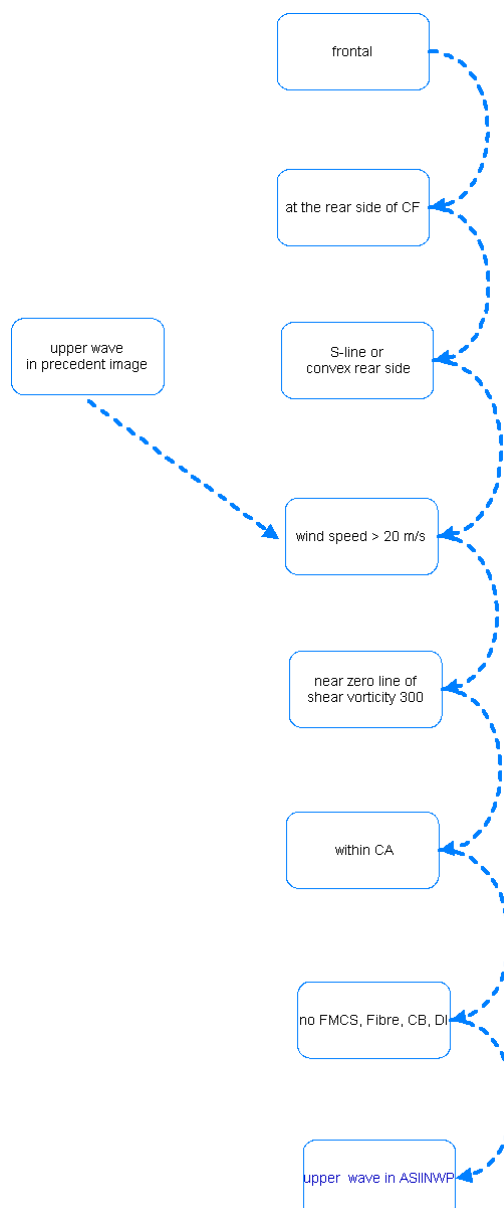 frontal
at the rear side of CF
upper wave
in precedent image
S-line or
convex rear side
wind speed > 20 m/s
near zero line of
shear vorticity 300
within CA
no FMCS, Fibre, CB, DI
upper wave in ASIINWP